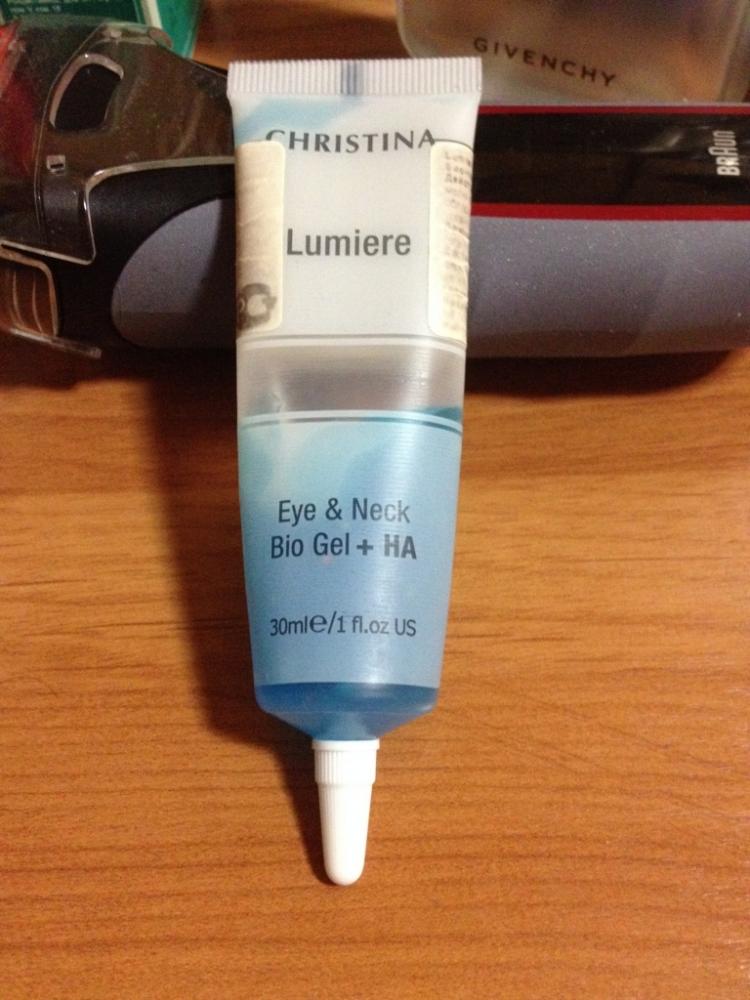 GIVENCHY
BRAUN
CHRISTINA
Lumiere
Eye & Neck
Bio Gel + HA
30ml℮/1 fl.oz US